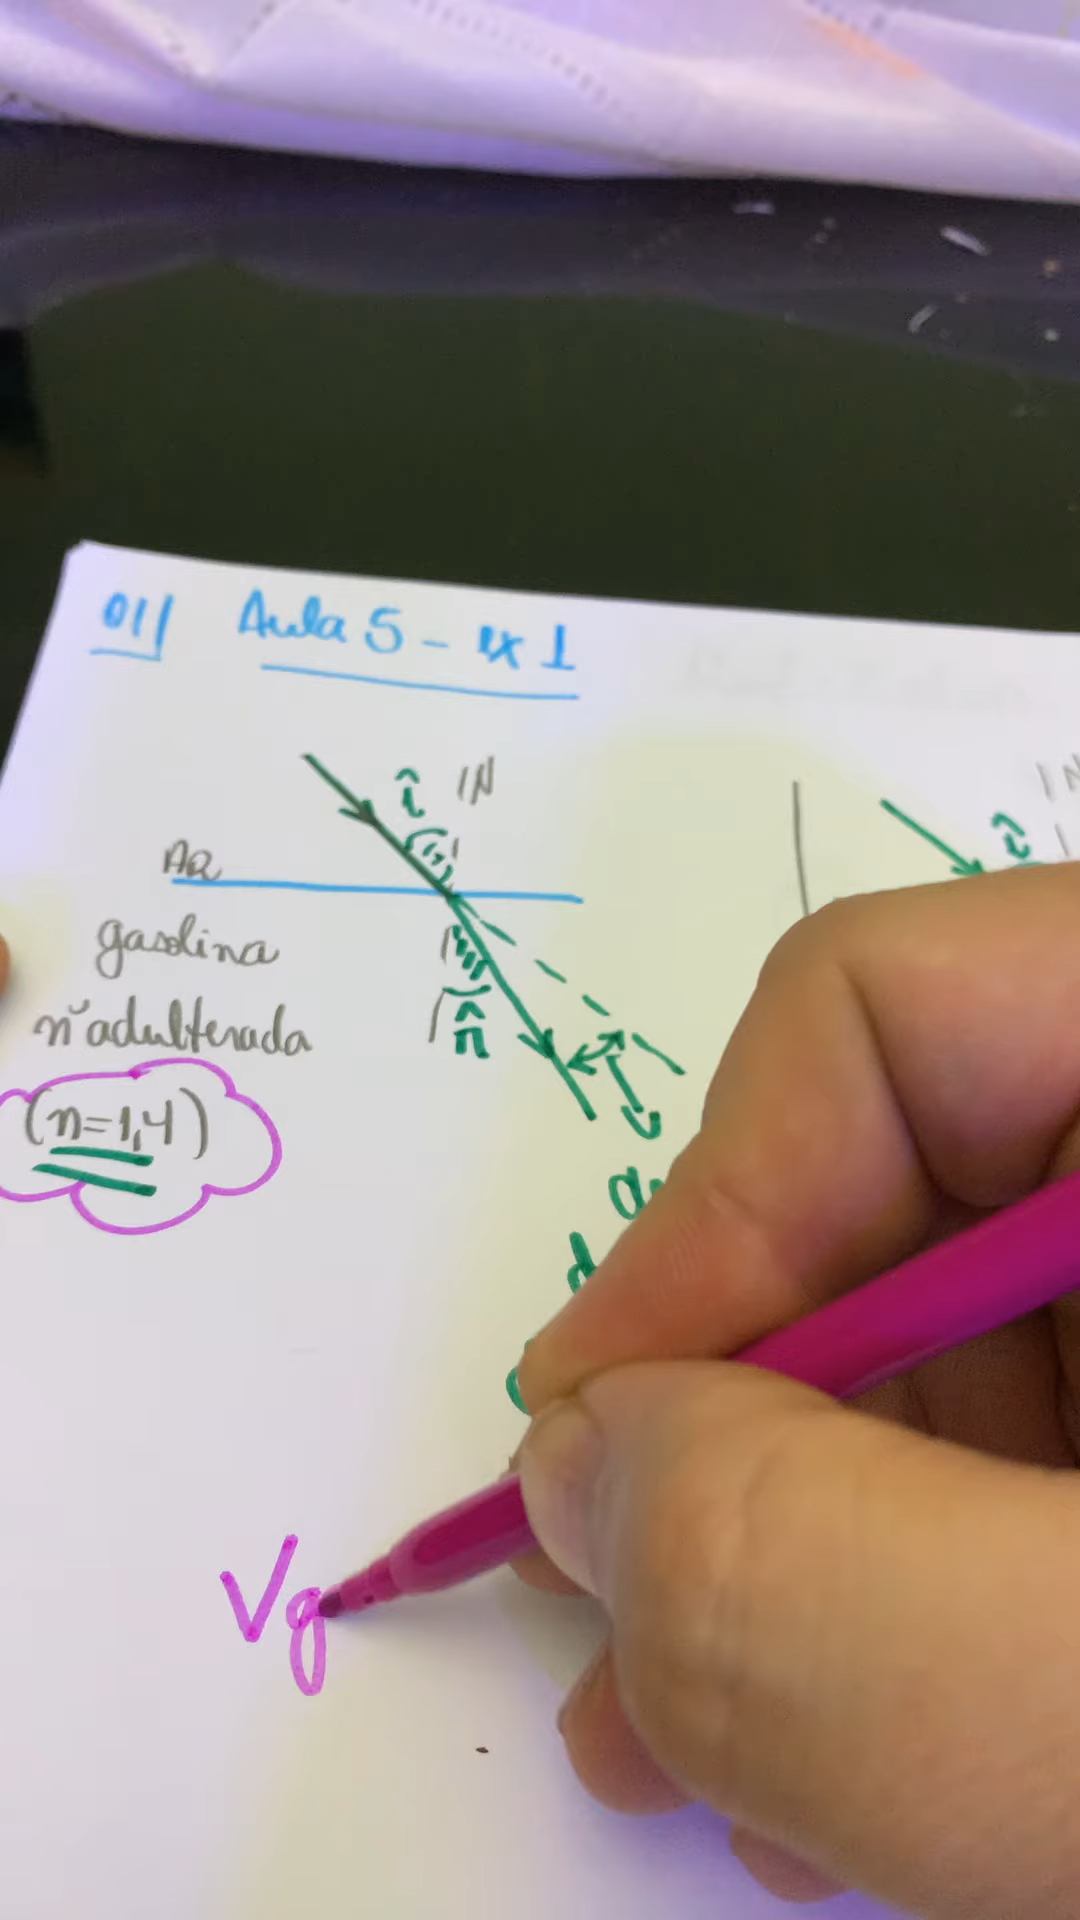 01) Aula 5 - ex 1
î N
N
î
AR
gasolina
r̂
ñ adulterada
(n=1,4)
d
Vg